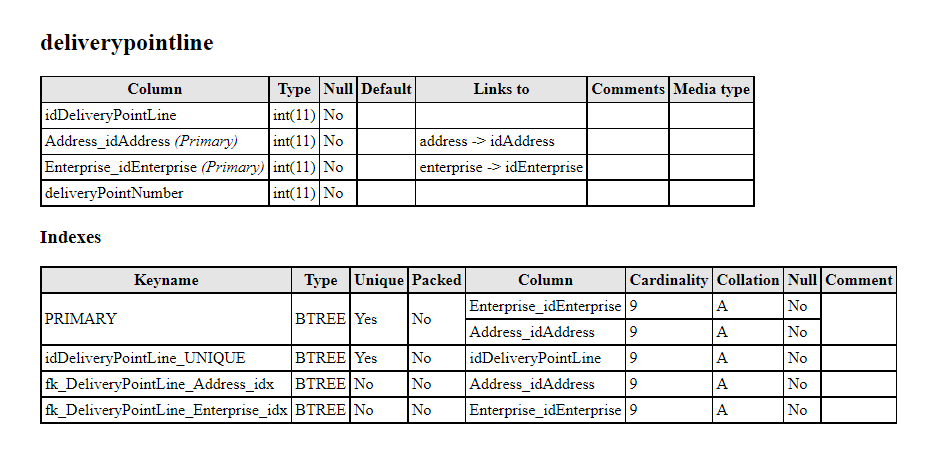 deliverypointline
Column Type Null Default Links to Comments Media type
idDeliveryPointLine int(11) No
Address_idAddress (Primary) int(11) No address -> idAddress
Enterprise_idEnterprise (Primary) int(11) No enterprise -> idEnterprise
deliveryPointNumber int(11) No
Indexes
Keyname Type Unique Packed Column Cardinality Collation Null Comment
PRIMARY BTREE Yes No Enterprise_idEnterprise 9 A No
Address_idAddress 9 A No
idDeliveryPointLine_UNIQUE BTREE Yes No idDeliveryPointLine 9 A No
fk_DeliveryPointLine_Address_idx BTREE No No Address_idAddress 9 A No
fk_DeliveryPointLine_Enterprise_idx BTREE No No Enterprise_idEnterprise 9 A No